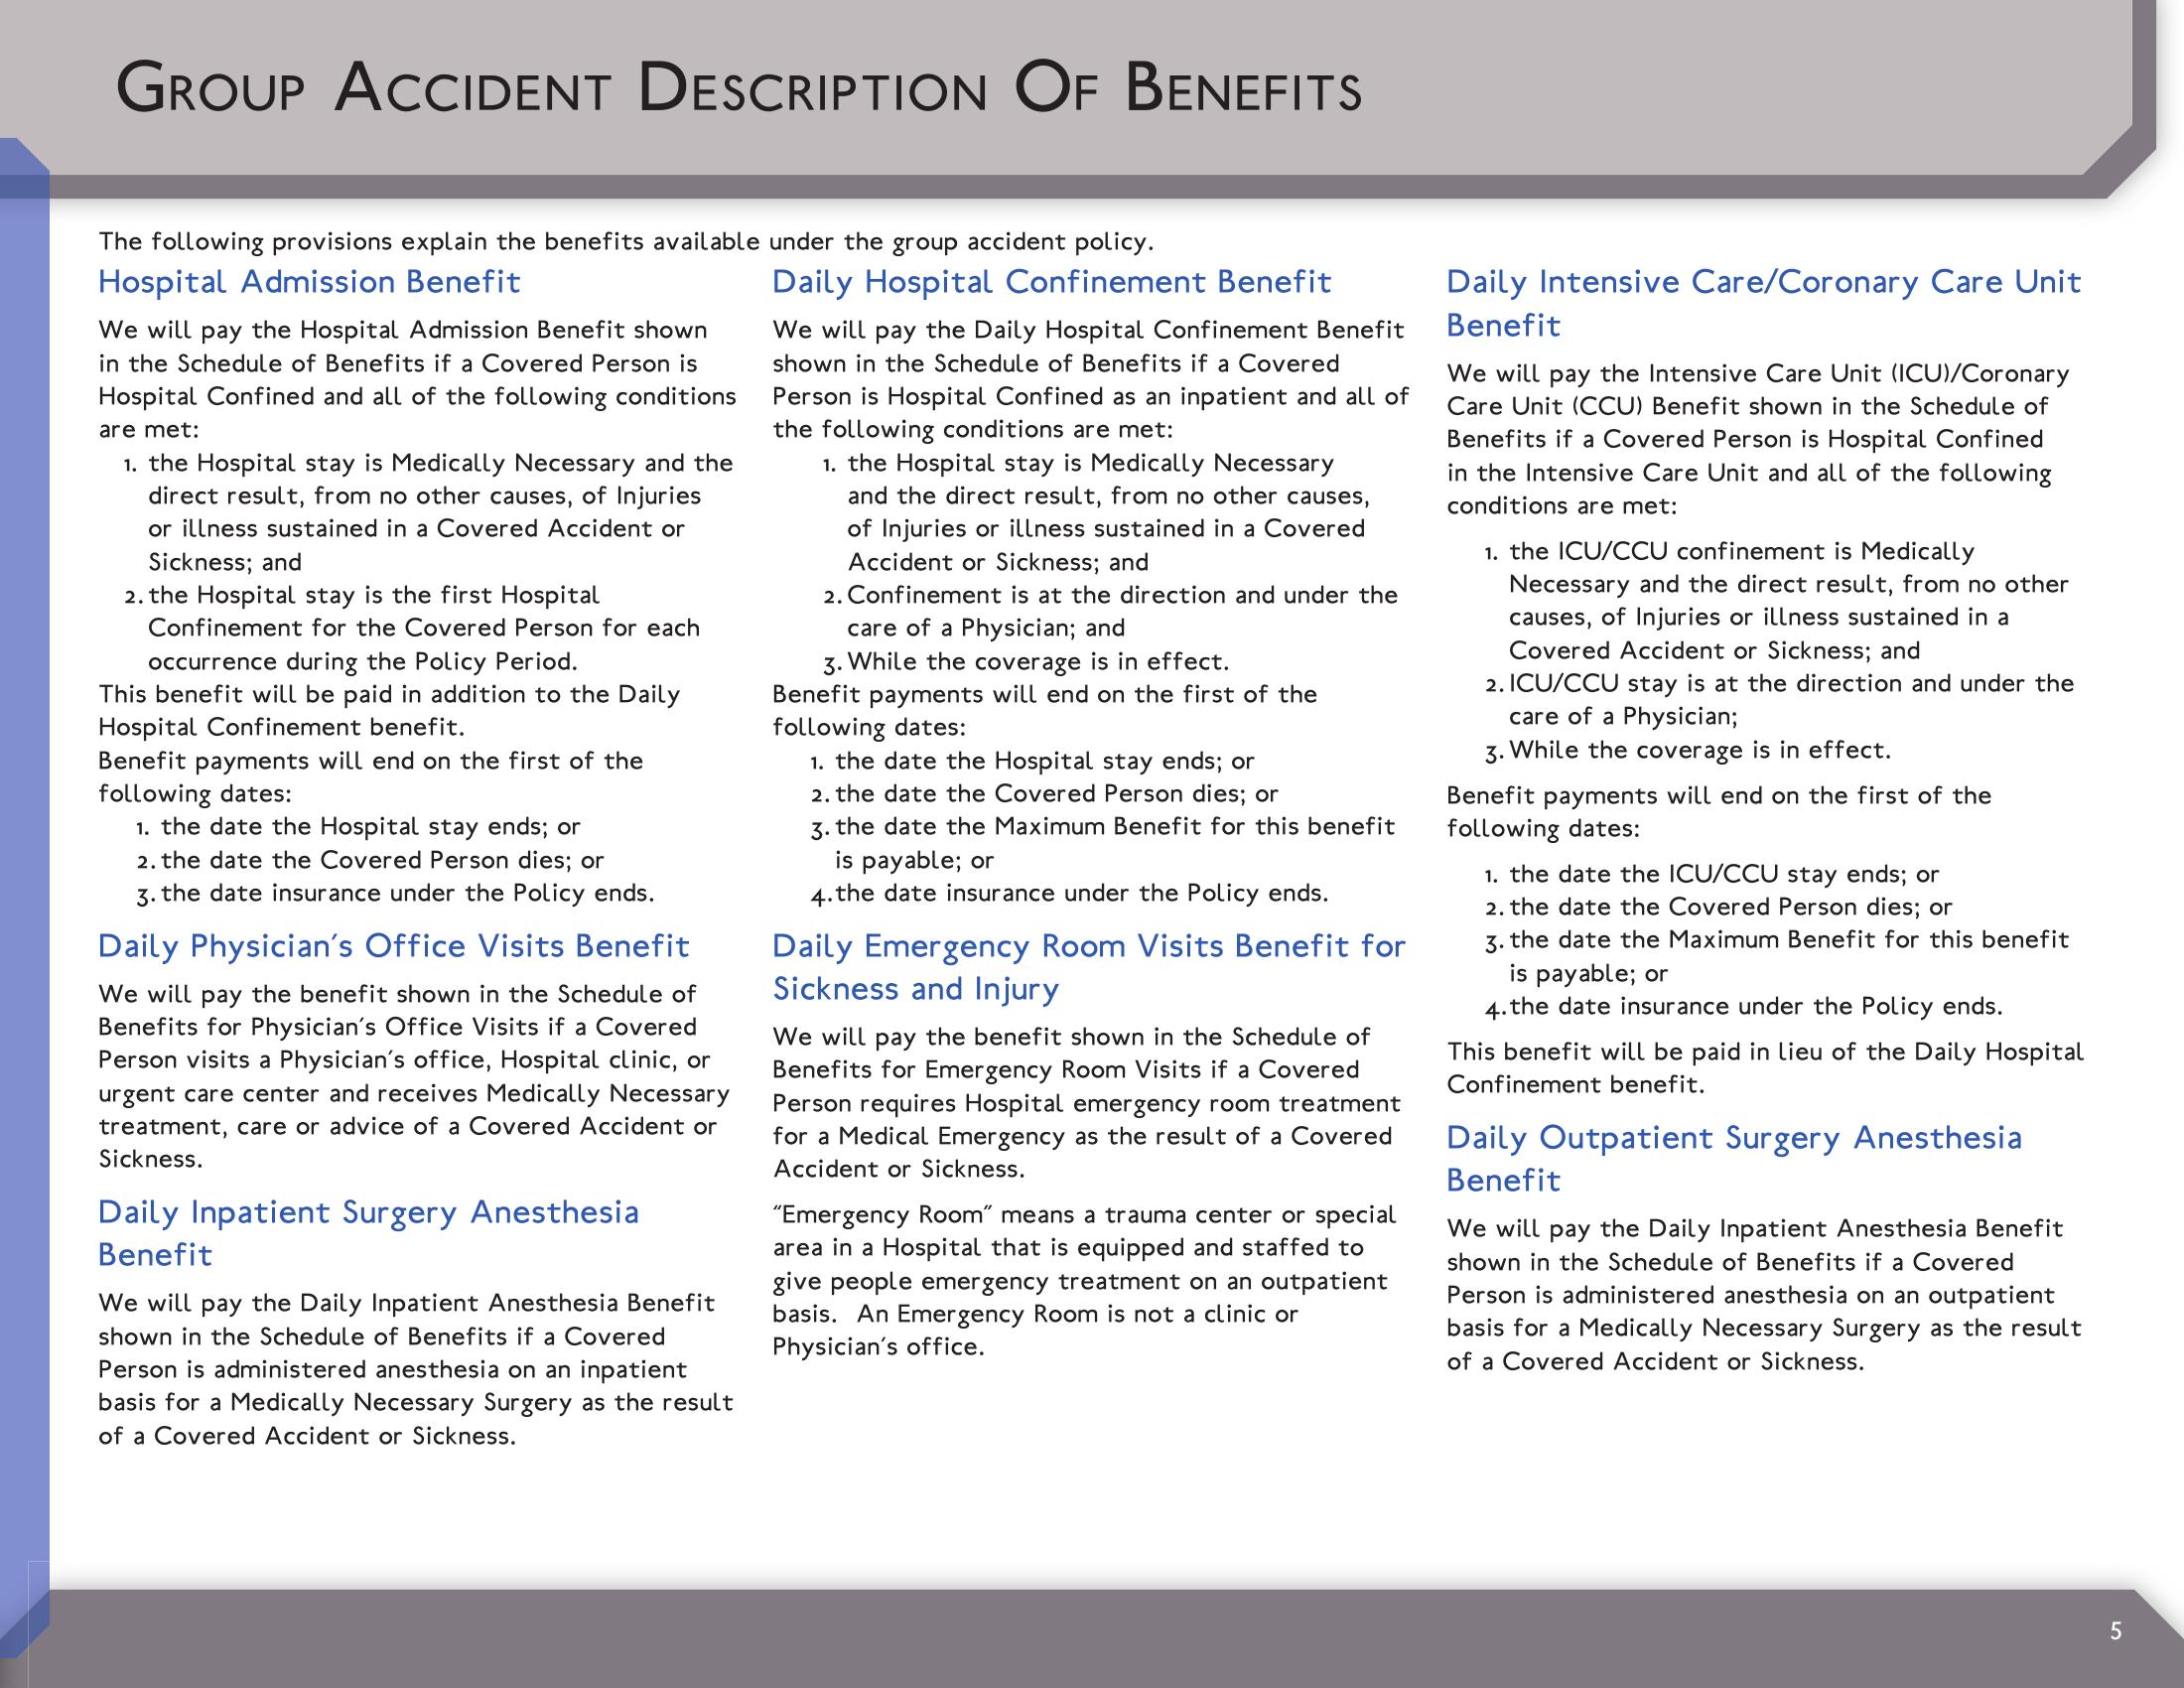 Group Accident Description Of Benefits
The following provisions explain the benefits available under the group accident policy.
Hospital Admission Benefit
We will pay the Hospital Admission Benefit shown
in the Schedule of Benefits if a Covered Person is
Hospital Confined and all of the following conditions
are met:
1. the Hospital stay is Medically Necessary and the
direct result, from no other causes, of Injuries
or illness sustained in a Covered Accident or
Sickness; and
2. the Hospital stay is the first Hospital
Confinement for the Covered Person for each
occurrence during the Policy Period.
This benefit will be paid in addition to the Daily
Hospital Confinement benefit.
Benefit payments will end on the first of the
following dates:
1. the date the Hospital stay ends; or
2. the date the Covered Person dies; or
3. the date insurance under the Policy ends.
Daily Physician's Office Visits Benefit
We will pay the benefit shown in the Schedule of
Benefits for Physician's Office Visits if a Covered
Person visits a Physician's office, Hospital clinic, or
urgent care center and receives Medically Necessary
treatment, care or advice of a Covered Accident or
Sickness.
Daily Inpatient Surgery Anesthesia
Benefit
We will pay the Daily Inpatient Anesthesia Benefit
shown in the Schedule of Benefits if a Covered
Person is administered anesthesia on an inpatient
basis for a Medically Necessary Surgery as the result
of a Covered Accident or Sickness.
Daily Hospital Confinement Benefit
We will pay the Daily Hospital Confinement Benefit
shown in the Schedule of Benefits if a Covered
Person is Hospital Confined as an inpatient and all of
the following conditions are met:
1. the Hospital stay is Medically Necessary
and the direct result, from no other causes,
of Injuries or illness sustained in a Covered
Accident or Sickness; and
2. Confinement is at the direction and under the
care of a Physician; and
3. While the coverage is in effect.
Benefit payments will end on the first of the
following dates:
1. the date the Hospital stay ends; or
2. the date the Covered Person dies; or
3. the date the Maximum Benefit for this benefit
is payable; or
4. the date insurance under the Policy ends.
Daily Emergency Room Visits Benefit for
Sickness and Injury
We will pay the benefit shown in the Schedule of
Benefits for Emergency Room Visits if a Covered
Person requires Hospital emergency room treatment
for a Medical Emergency as the result of a Covered
Accident or Sickness.
"Emergency Room" means a trauma center or special
area in a Hospital that is equipped and staffed to
give people emergency treatment on an outpatient
basis.  An Emergency Room is not a clinic or
Physician's office.
Daily Intensive Care/Coronary Care Unit
Benefit
We will pay the Intensive Care Unit (ICU)/Coronary
Care Unit (CCU) Benefit shown in the Schedule of
Benefits if a Covered Person is Hospital Confined
in the Intensive Care Unit and all of the following
conditions are met:
1. the ICU/CCU confinement is Medically
Necessary and the direct result, from no other
causes, of Injuries or illness sustained in a
Covered Accident or Sickness; and
2. ICU/CCU stay is at the direction and under the
care of a Physician;
3. While the coverage is in effect.
Benefit payments will end on the first of the
following dates:
1. the date the ICU/CCU stay ends; or
2. the date the Covered Person dies; or
3. the date the Maximum Benefit for this benefit
is payable; or
4. the date insurance under the Policy ends.
This benefit will be paid in lieu of the Daily Hospital
Confinement benefit.
Daily Outpatient Surgery Anesthesia
Benefit
We will pay the Daily Inpatient Anesthesia Benefit
shown in the Schedule of Benefits if a Covered
Person is administered anesthesia on an outpatient
basis for a Medically Necessary Surgery as the result
of a Covered Accident or Sickness.
5